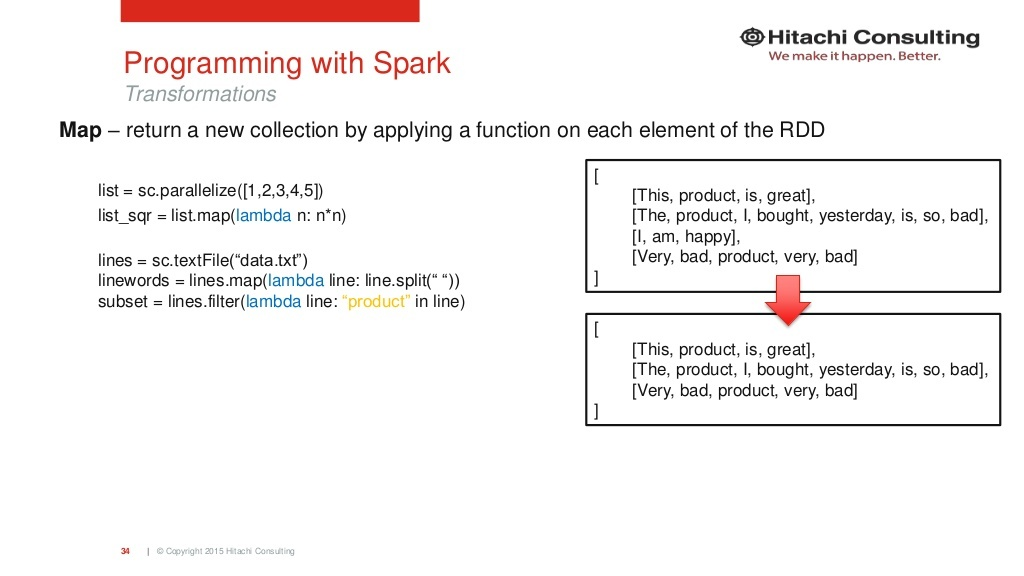 Hitachi Consulting
We make it happen. Better.
Programming with Spark
Transformations
Map – return a new collection by applying a function on each element of the RDD
list = sc.parallelize([1,2,3,4,5])
list_sqr = list.map(lambda n: n*n)
lines = sc.textFile(“data.txt”)
linewords = lines.map(lambda line: line.split(“ “))
subset = lines.filter(lambda line: “product” in line)
[
[This, product, is, great],
[The, product, I, bought, yesterday, is, so, bad],
[I, am, happy],
[Very, bad, product, very, bad]
]
[
[This, product, is, great],
[The, product, I, bought, yesterday, is, so, bad],
[Very, bad, product, very, bad]
]
34 | © Copyright 2015 Hitachi Consulting